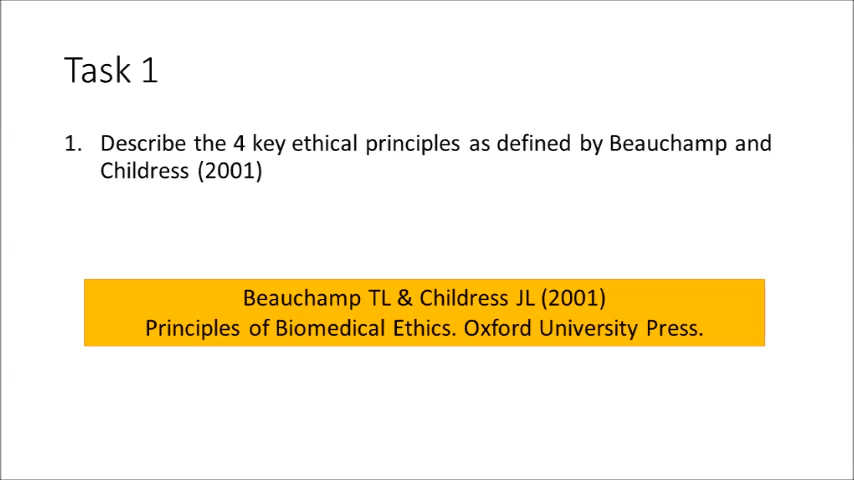 Task 1
1. Describe the 4 key ethical principles as defined by Beauchamp and
Childress (2001)
Beauchamp TL & Childress JL (2001)
Principles of Biomedical Ethics. Oxford University Press.